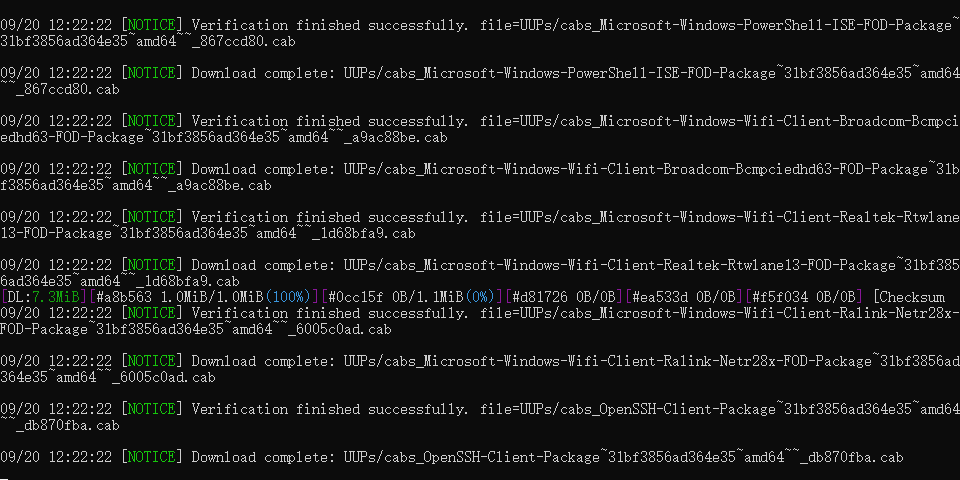 09/20 12:22:22 [NOTICE] Verification finished successfully. file=UUPs/cabs_Microsoft-Windows-PowerShell-ISE-FOD-Package~
31bf3856ad364e35~amd64~~_867ccd80.cab
09/20 12:22:22 [NOTICE] Download complete: UUPs/cabs_Microsoft-Windows-PowerShell-ISE-FOD-Package~31bf3856ad364e35~amd64
~~_867ccd80.cab
09/20 12:22:22 [NOTICE] Verification finished successfully. file=UUPs/cabs_Microsoft-Windows-Wifi-Client-Broadcom-Bcmpci
edhd63-FOD-Package~31bf3856ad364e35~amd64~~_a9ac88be.cab
09/20 12:22:22 [NOTICE] Download complete: UUPs/cabs_Microsoft-Windows-Wifi-Client-Broadcom-Bcmpciedhd63-FOD-Package~31b
f3856ad364e35~amd64~~_a9ac88be.cab
09/20 12:22:22 [NOTICE] Verification finished successfully. file=UUPs/cabs_Microsoft-Windows-Wifi-Client-Realtek-Rtwlane
13-FOD-Package~31bf3856ad364e35~amd64~~_1d68bfa9.cab
09/20 12:22:22 [NOTICE] Download complete: UUPs/cabs_Microsoft-Windows-Wifi-Client-Realtek-Rtwlane13-FOD-Package~31bf385
6ad364e35~amd64~~_1d68bfa9.cab
[DL:7.3MiB][#a8b563 1.0MiB/1.0MiB(100%)][#0cc15f 0B/1.1MiB(0%)][#d81726 0B/0B][#ea533d 0B/0B][#f5f034 0B/0B] [Checksum
09/20 12:22:22 [NOTICE] Verification finished successfully. file=UUPs/cabs_Microsoft-Windows-Wifi-Client-Ralink-Netr28x-
FOD-Package~31bf3856ad364e35~amd64~~_6005c0ad.cab
09/20 12:22:22 [NOTICE] Download complete: UUPs/cabs_Microsoft-Windows-Wifi-Client-Ralink-Netr28x-FOD-Package~31bf3856ad
364e35~amd64~~_6005c0ad.cab
09/20 12:22:22 [NOTICE] Verification finished successfully. file=UUPs/cabs_OpenSSH-Client-Package~31bf3856ad364e35~amd64
~~_db870fba.cab
09/20 12:22:22 [NOTICE] Download complete: UUPs/cabs_OpenSSH-Client-Package~31bf3856ad364e35~amd64~~_db870fba.cab